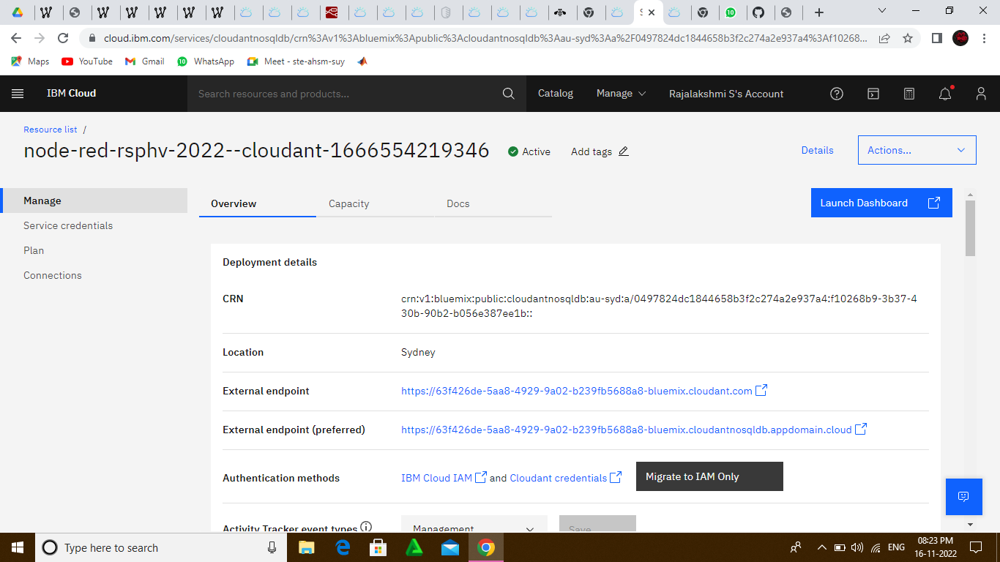 cloud.ibm.com/services/cloudantnosqldb/crn%3Av1%3Abluemix%3Apublic%3Acloudantnosqldb%3Aau-syd%3Aa%2F0497824dc1844658b3f2c274a2e937a4%3Af10268...
Maps YouTube Gmail WhatsApp Meet - ste-ahsm-suy
IBM Cloud Search resources and products... Catalog Manage Rajalakshmi S's Account
Resource list /
node-red-rsphv-2022--cloudant-1666554219346 Active Add tags Details Actions...
Manage
Service credentials
Plan
Connections
Overview Capacity Docs Launch Dashboard
Deployment details
CRN crn:v1:bluemix:public:cloudantnosqldb:au-syd:a/0497824dc1844658b3f2c274a2e937a4:f10268b9-3b37-4
30b-90b2-b056e387ee1b::
Location Sydney
External endpoint https://63f426de-5aa8-4929-9a02-b239fb5688a8-bluemix.cloudant.com
External endpoint (preferred) https://63f426de-5aa8-4929-9a02-b239fb5688a8-bluemix.cloudantnosqldb.appdomain.cloud
Authentication methods IBM Cloud IAM and Cloudant credentials Migrate to IAM Only
Activity Tracker event types Management Save
Type here to search ENG 08:23 PM
16-11-2022